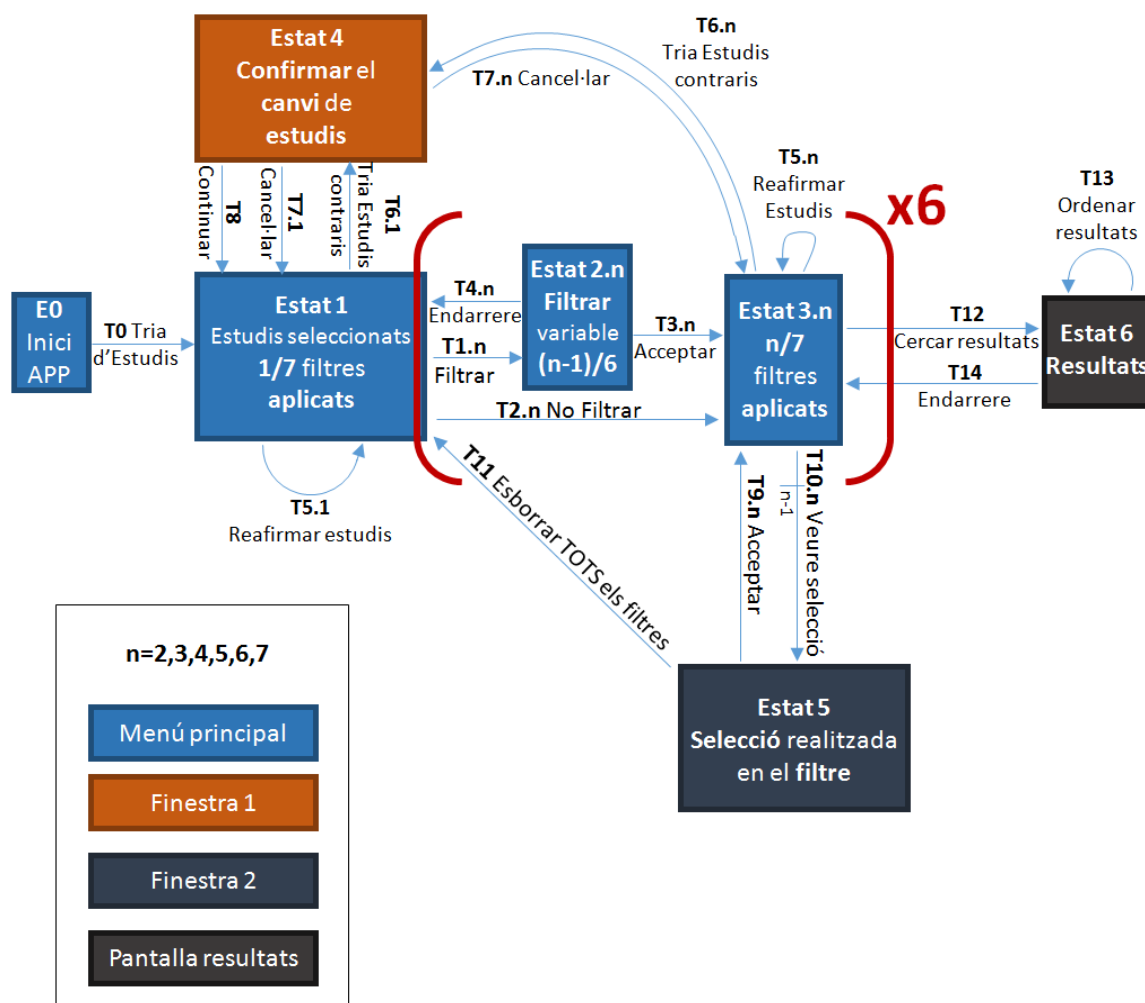 Estat 4
Confirmar el
canvi de
estudis
T6.n
Tria Estudis
contraris
T7.n Cancel·lar
T5.n
Reafirmar
Estudis
x6
T13
Ordenar
resultats
T8
Continuar
T7.1
Cancel·lar
T6.1
Tria Estudis
contraris
E0
Inici
APP
T0 Tria
d'Estudis
Estat 1
Estudis seleccionats
1/7 filtres
aplicats
T4.n
Endarrere
T1.n
Filtrar
Estat 2.n
Filtrar
variable
(n-1)/6
T3.n
Acceptar
T2.n No Filtrar
Estat 3.n
n/7
filtres
aplicats
T12
Cercar resultats
T14
Endarrere
Estat 6
Resultats
T5.1
Reafirmar estudis
T11 Esborrar TOTS els filtres
T9.n Acceptar
T10.n Veure selecció
n-1
Estat 5
Selecció realitzada
en el filtre
n=2,3,4,5,6,7
Menú principal
Finestra 1
Finestra 2
Pantalla resultats